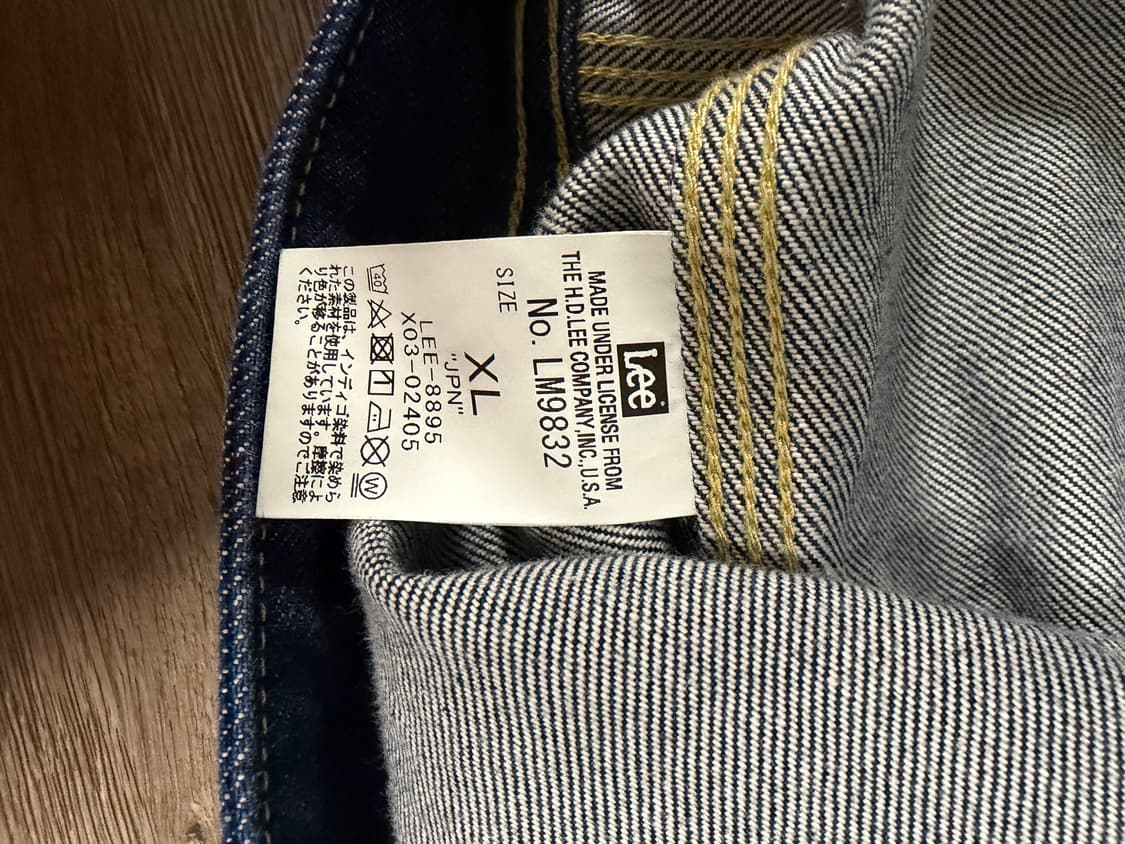 Lee
MADE UNDER LICENSE FROM
THE H.D.LEE COMPANY,INC.,U.S.A.
No. LM9832
SIZE
XL
"JPN"
LEE-8895
X03-02405
40
W
この製品は、インディゴ染料で染めら
れた素材を使用しています。摩擦によ
り色が移ることがありますのでご注意
ください。